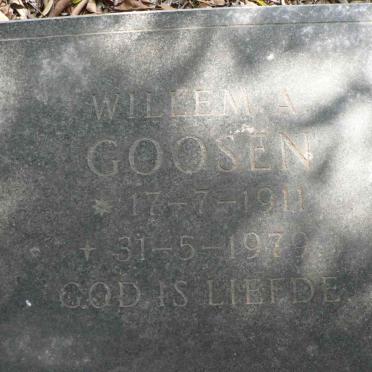 WILLEM A.
GOOSEN
* 17-7-1911
+ 31-5-1979
GOD IS LIEFDE.